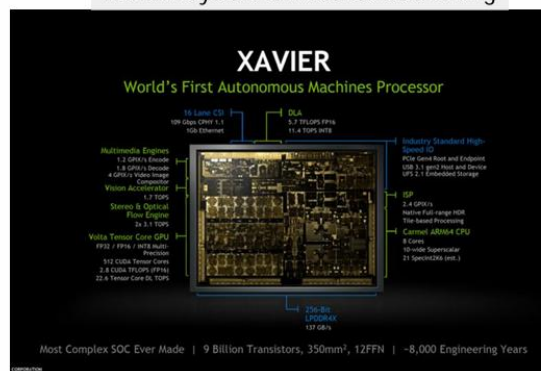 XAVIER
World's First Autonomous Machines Processor
16 Lane CSI
109 Gbps CPHY 1.1
1Gb Ethernet
DLA
5.7 TFLOPS FP16
11.4 TOPS INT8
Multimedia Engines
1.2 GPIX/s Encode
1.8 GPIX/s Decode
4 GPIX/s Video Image
Compositor
Vision Accelerator
1.7 TOPS
Stereo & Optical
Flow Engine
2x 3.1 TOPS
Volta Tensor Core GPU
FP32 / FP16 / INT8 Multi-
Precision
512 CUDA Tensor Cores
2.8 CUDA TFLOPS (FP16)
22.6 Tensor Core DL TOPS
Industry Standard High-
Speed IO
PCIe Gen4 Root and Endpoint
USB 3.1 gen2 Host and Device
UFS 2.1 Embedded Storage
ISP
2.4 GPIX/s
Native Full-range HDR
Tile-based Processing
Carmel ARM64 CPU
8 Cores
10-wide Superscalar
21 SpecInt2K6 (est.)
256-Bit
LPDDR4X
137 GB/s
Most Complex SOC Ever Made | 9 Billion Transistors, 350mm², 12FFN | ~8,000 Engineering Years
CORPORATION